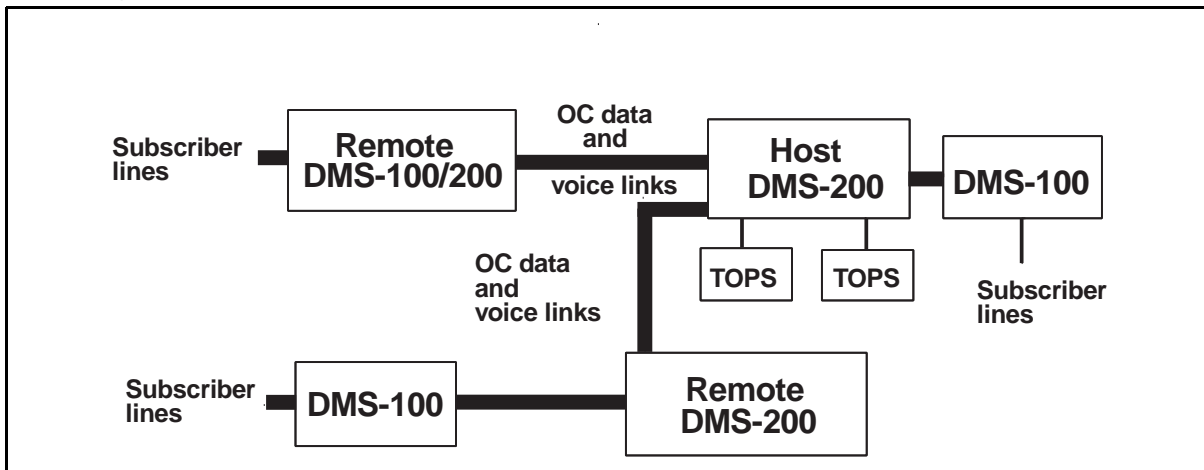 Subscriber
lines
Remote
DMS-100/200
OC data
and
voice links
Host
DMS-200
DMS-100
TOPS
TOPS
Subscriber
lines
OC data
and
voice links
Subscriber
lines
DMS-100
Remote
DMS-200